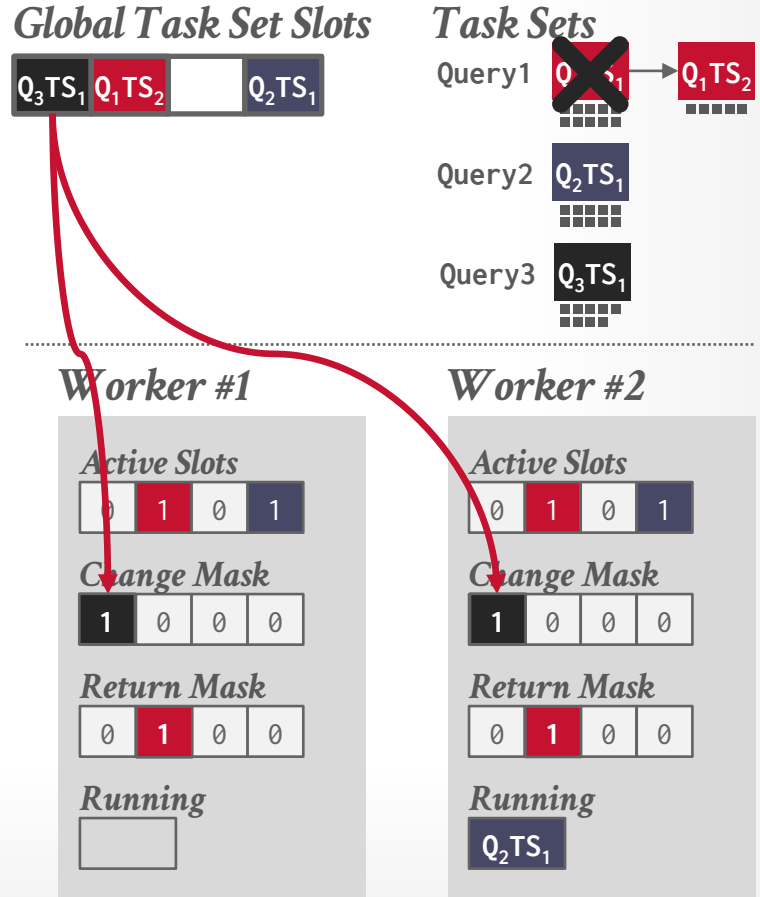 Global Task Set Slots
Q₃TS₁ Q₁TS₂ Q₂TS₁
Task Sets
Query1 Q TS₁ Q₁TS₂
Query2 Q₂TS₁
Query3 Q₃TS₁
Worker #1
Active Slots
0 1 0 1
Change Mask
1 0 0 0
Return Mask
0 1 0 0
Running
Worker #2
Active Slots
0 1 0 1
Change Mask
1 0 0 0
Return Mask
0 1 0 0
Running
Q₂TS₁